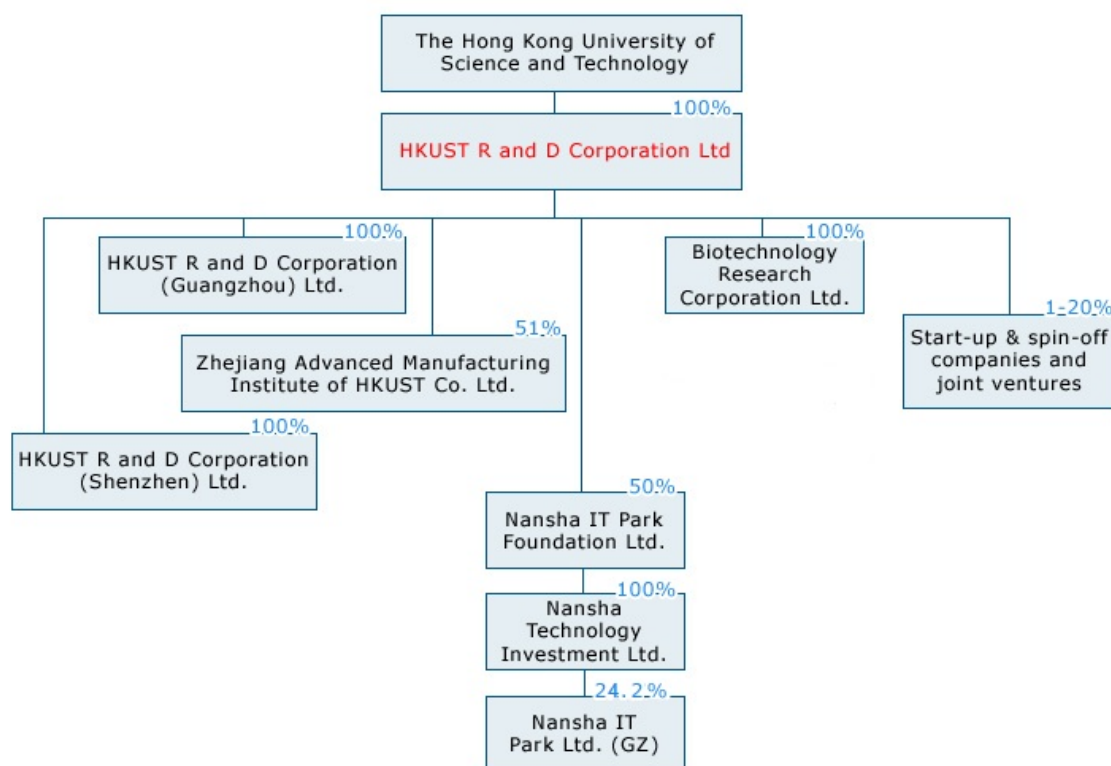 The Hong Kong University of
Science and Technology
100%
HKUST R and D Corporation Ltd
100%
HKUST R and D Corporation
(Guangzhou) Ltd.
100%
Biotechnology
Research
Corporation Ltd.
1-20%
Start-up & spin-off
companies and
joint ventures
51%
Zhejiang Advanced Manufacturing
Institute of HKUST Co. Ltd.
100%
HKUST R and D Corporation
(Shenzhen) Ltd.
50%
Nansha IT Park
Foundation Ltd.
100%
Nansha
Technology
Investment Ltd.
24.2%
Nansha IT
Park Ltd. (GZ)